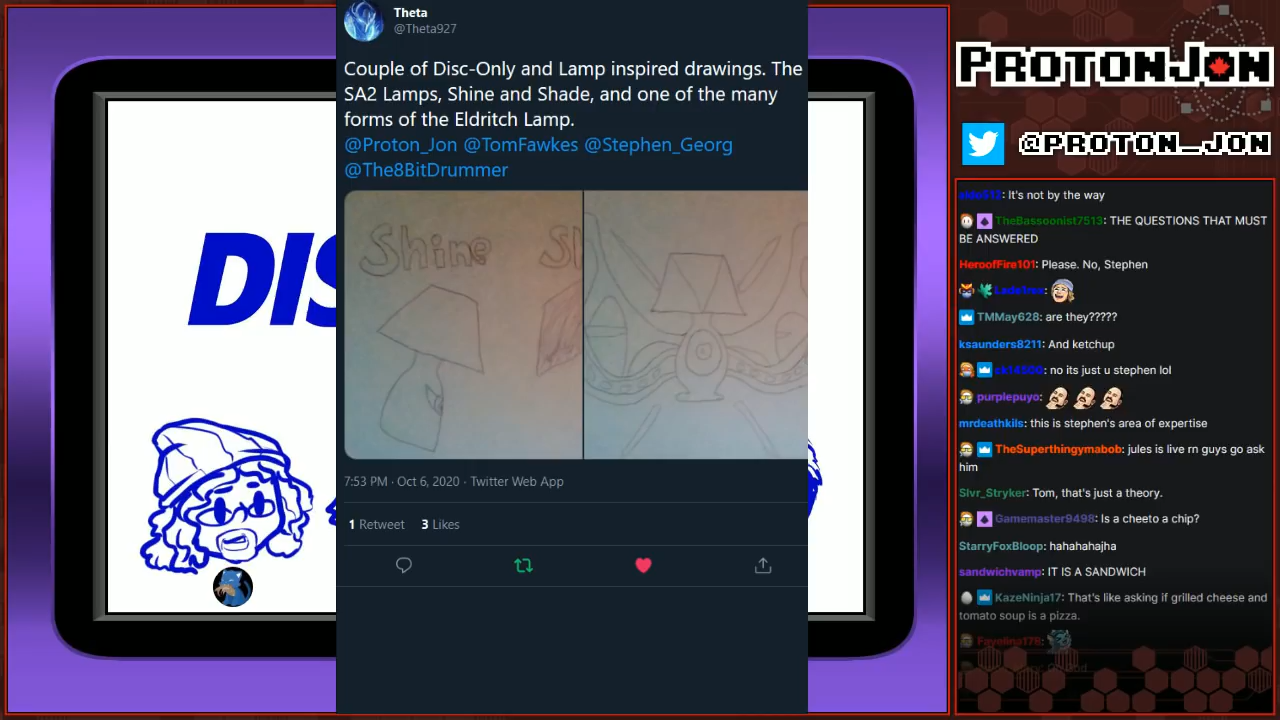 Theta
@Theta927
Couple of Disc-Only and Lamp inspired drawings. The
SA2 Lamps, Shine and Shade, and one of the many
forms of the Eldritch Lamp.
@Proton_Jon @TomFawkes @Stephen_Georg
@The8BitDrummer
Shine
Sh
7:53 PM · Oct 6, 2020 · Twitter Web App
1 Retweet 3 Likes
DIS
PROTONJON
@PROTON_JON
: It's not by the way
TheBassoonist7513: THE QUESTIONS THAT MUST
BE ANSWERED
HeroofFire101: Please. No, Stephen
TMMay628: are they?????
ksaunders8211: And ketchup
: no its just u stephen lol
purplepuyo:
mrdeathkils: this is stephen's area of expertise
TheSuperthingymabob: jules is live rn guys go ask
him
Slvr_Stryker: Tom, that's just a theory.
Gamemaster9498: Is a cheeto a chip?
StarryFoxBloop: hahahahajha
sandwichvamp: IT IS A SANDWICH
KazeNinja17: That's like asking if grilled cheese and
tomato soup is a pizza.
Fayelina178: